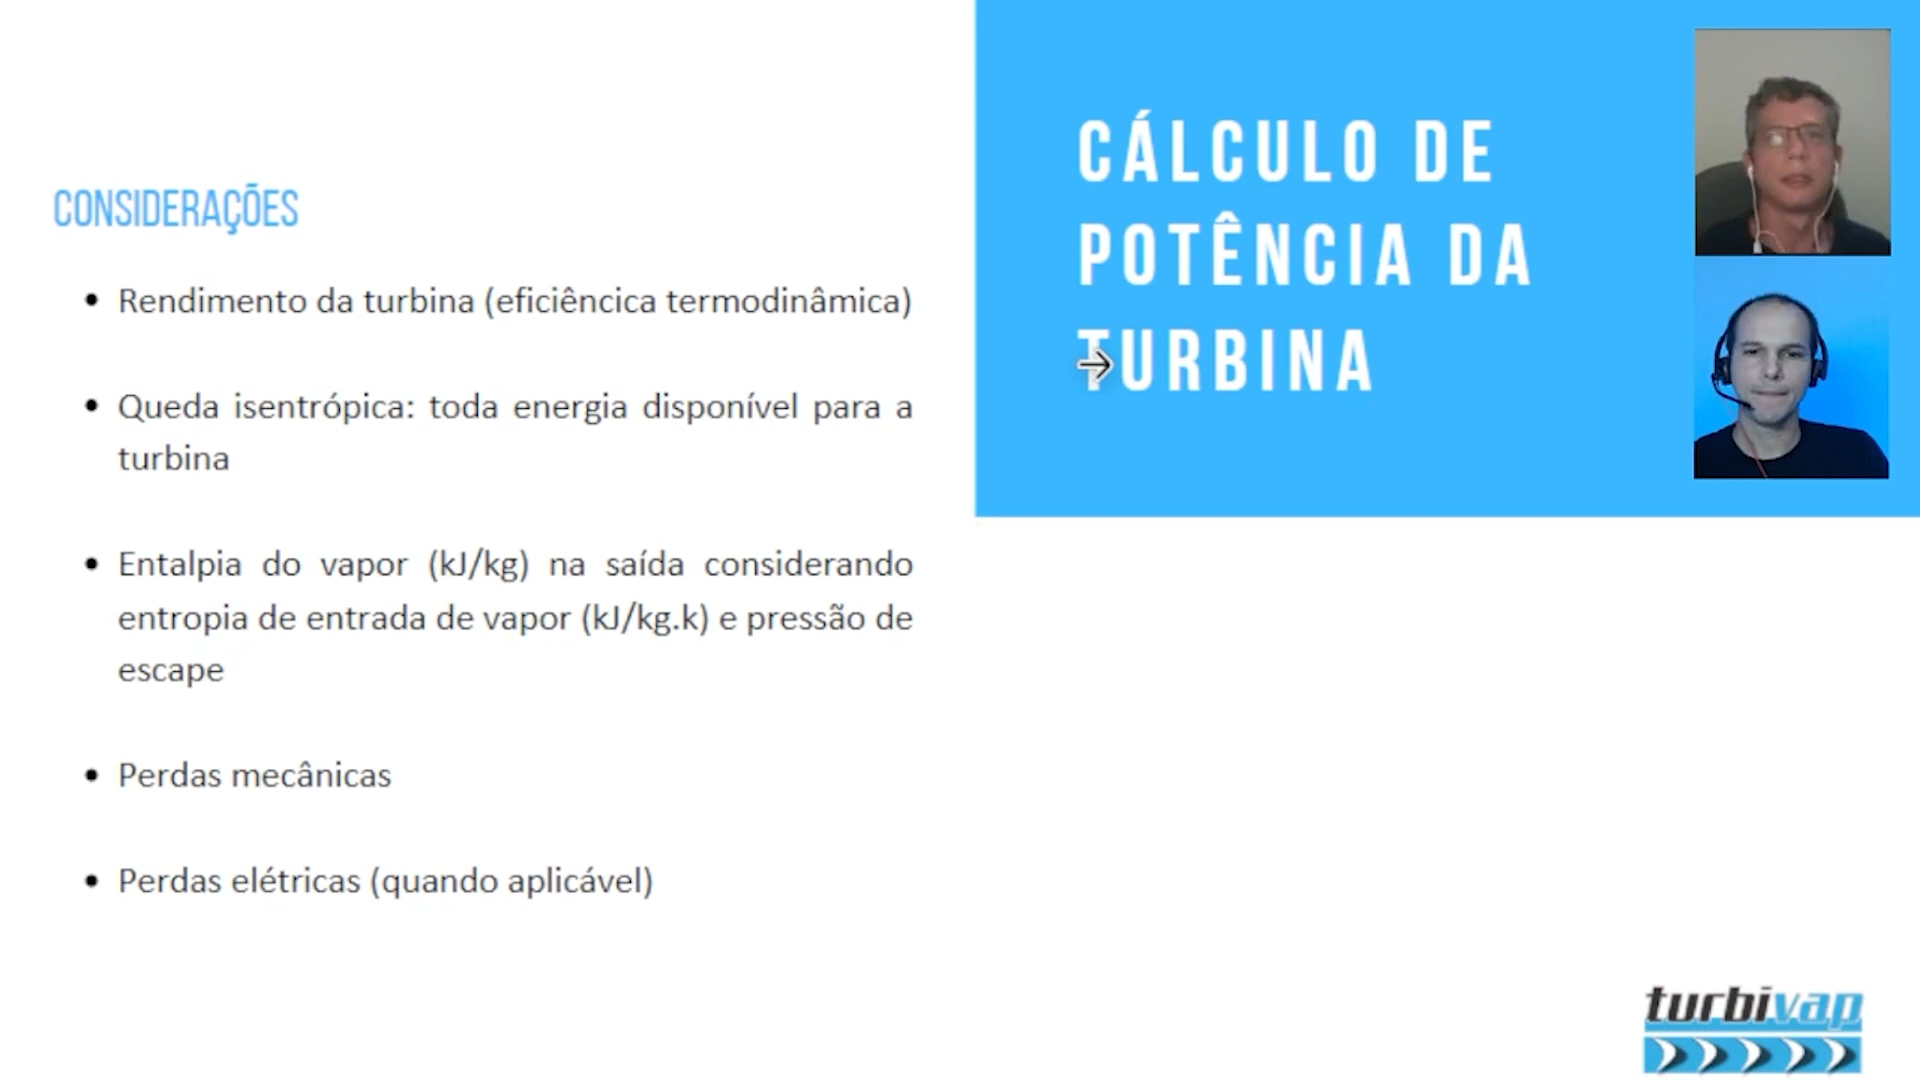 CONSIDERAÇÕES
• Rendimento da turbina (eficiêncica termodinâmica)
• Queda isentrópica: toda energia disponível para a
turbina
• Entalpia do vapor (kJ/kg) na saída considerando
entropia de entrada de vapor (kJ/kg.k) e pressão de
escape
• Perdas mecânicas
• Perdas elétricas (quando aplicável)
CÁLCULO DE
POTÊNCIA DA
TURBINA
turbivap